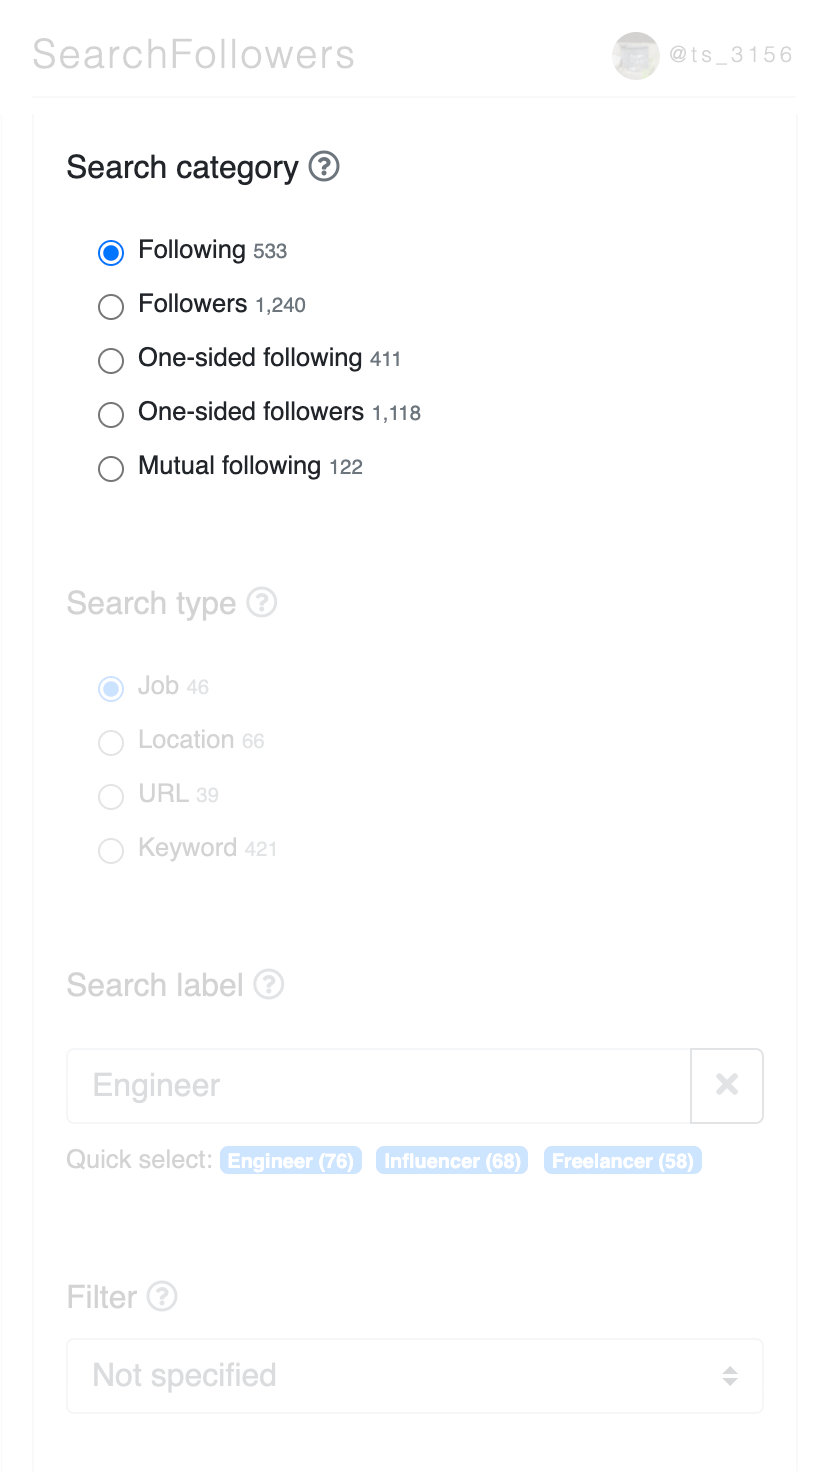 SearchFollowers @ts_3156
Search category ?
Following 533
Followers 1,240
One-sided following 411
One-sided followers 1,118
Mutual following 122
Search type ?
Job 46
Location 66
URL 39
Keyword 421
Search label ?
Engineer ×
Quick select: Engineer (76) Influencer (68) Freelancer (58)
Filter ?
Not specified